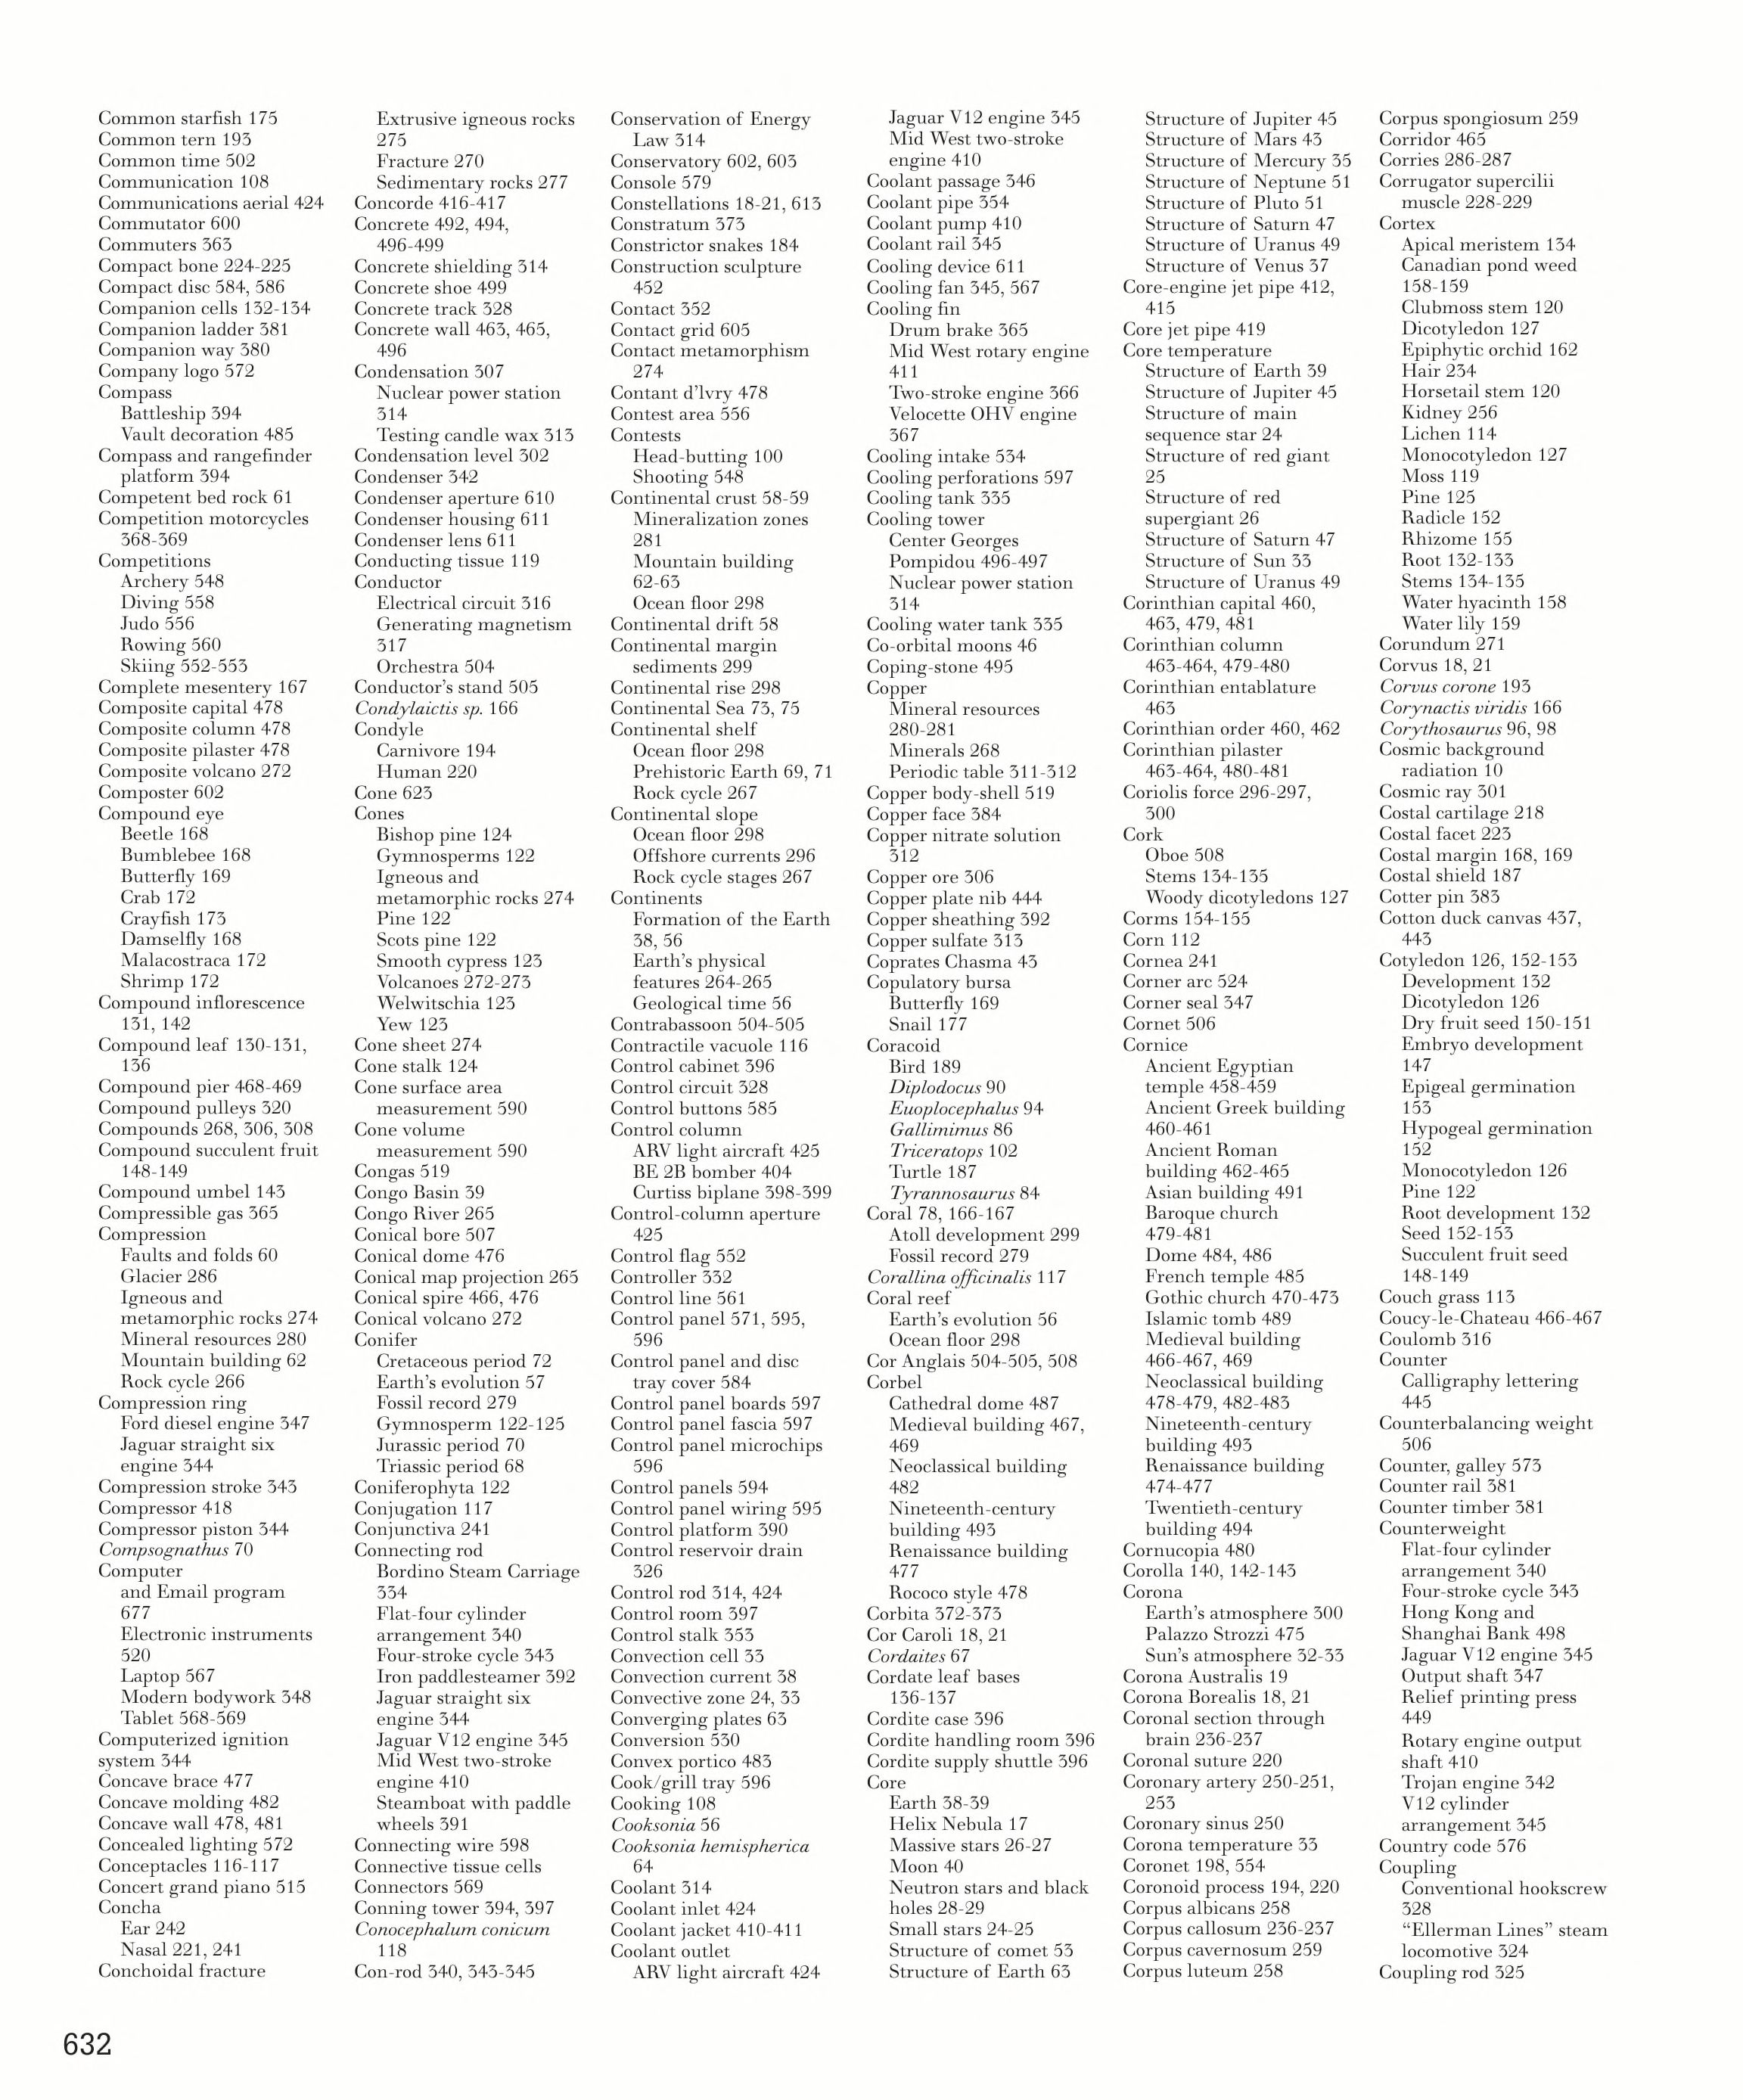 Common starfish 175
Common tern 193
Common time 502
Communication 108
Communications aerial 424
Commutator 600
Commuters 363
Compact bone 224-225
Compact disc 584, 586
Companion cells 132-134
Companion ladder 381
Companion way 380
Company logo 572
Compass
Battleship 394
Vault decoration 485
Compass and rangefinder
platform 394
Competent bed rock 61
Competition motorcycles
368-369
Competitions
Archery 548
Diving 558
Judo 556
Rowing 560
Skiing 552-553
Complete mesentery 167
Composite capital 478
Composite column 478
Composite pilaster 478
Composite volcano 272
Composter 602
Compound eye
Beetle 168
Bumblebee 168
Butterfly 169
Crab 172
Crayfish 173
Damselfly 168
Malacostraca 172
Shrimp 172
Compound inflorescence
131, 142
Compound leaf 130-131,
136
Compound pier 468-469
Compound pulleys 320
Compounds 268, 306, 308
Compound succulent fruit
148-149
Compound umbel 143
Compressible gas 365
Compression
Faults and folds 60
Glacier 286
Igneous and
metamorphic rocks 274
Mineral resources 280
Mountain building 62
Rock cycle 266
Compression ring
Ford diesel engine 347
Jaguar straight six
engine 344
Compression stroke 343
Compressor 418
Compressor piston 344
Compsognathus 70
Computer
and Email program
677
Electronic instruments
520
Laptop 567
Modern bodywork 348
Tablet 568-569
Computerized ignition
system 344
Concave brace 477
Concave molding 482
Concave wall 478, 481
Concealed lighting 572
Conceptacles 116-117
Concert grand piano 515
Concha
Ear 242
Nasal 221, 241
Conchoidal fracture
Extrusive igneous rocks
275
Fracture 270
Sedimentary rocks 277
Concorde 416-417
Concrete 492, 494,
496-499
Concrete shielding 314
Concrete shoe 499
Concrete track 328
Concrete wall 463, 465,
496
Condensation 307
Nuclear power station
314
Testing candle wax 313
Condensation level 302
Condenser 342
Condenser aperture 610
Condenser housing 611
Condenser lens 611
Conducting tissue 119
Conductor
Electrical circuit 316
Generating magnetism
317
Orchestra 504
Conductor's stand 505
Condylaictis sp. 166
Condyle
Carnivore 194
Human 220
Cone 623
Cones
Bishop pine 124
Gymnosperms 122
Igneous and
metamorphic rocks 274
Pine 122
Scots pine 122
Smooth cypress 123
Volcanoes 272-273
Welwitschia 123
Yew 123
Cone sheet 274
Cone stalk 124
Cone surface area
measurement 590
Cone volume
measurement 590
Congas 519
Congo Basin 39
Congo River 265
Conical bore 507
Conical dome 476
Conical map projection 265
Conical spire 466, 476
Conical volcano 272
Conifer
Cretaceous period 72
Earth's evolution 57
Fossil record 279
Gymnosperm 122-125
Jurassic period 70
Triassic period 68
Coniferophyta 122
Conjugation 117
Conjunctiva 241
Connecting rod
Bordino Steam Carriage
334
Flat-four cylinder
arrangement 340
Four-stroke cycle 343
Iron paddlesteamer 392
Jaguar straight six
engine 344
Jaguar V12 engine 345
Mid West two-stroke
engine 410
Steamboat with paddle
wheels 391
Connecting wire 598
Connective tissue cells
Connectors 569
Conning tower 394, 397
Conocephalum conicum
118
Con-rod 340, 343-345
Conservation of Energy
Law 314
Conservatory 602, 603
Console 579
Constellations 18-21, 613
Constratum 373
Constrictor snakes 184
Construction sculpture
452
Contact 352
Contact grid 605
Contact metamorphism
274
Contant d'lvry 478
Contest area 556
Contests
Head-butting 100
Shooting 548
Continental crust 58-59
Mineralization zones
281
Mountain building
62-63
Ocean floor 298
Continental drift 58
Continental margin
sediments 299
Continental rise 298
Continental Sea 73, 75
Continental shelf
Ocean floor 298
Prehistoric Earth 69, 71
Rock cycle 267
Continental slope
Ocean floor 298
Offshore currents 296
Rock cycle stages 267
Continents
Formation of the Earth
38, 56
Earth's physical
features 264-265
Geological time 56
Contrabassoon 504-505
Contractile vacuole 116
Control cabinet 396
Control circuit 328
Control buttons 585
Control column
ARV light aircraft 425
BE 2B bomber 404
Curtiss biplane 398-399
Control-column aperture
425
Control flag 552
Controller 332
Control line 561
Control panel 571, 595,
596
Control panel and disc
tray cover 584
Control panel boards 597
Control panel fascia 597
Control panel microchips
596
Control panels 594
Control panel wiring 595
Control platform 390
Control reservoir drain
326
Control rod 314, 424
Control room 397
Control stalk 353
Convection cell 33
Convection current 38
Convective zone 24, 33
Converging plates 63
Conversion 530
Convex portico 483
Cook/grill tray 596
Cooking 108
Cooksonia 56
Cooksonia hemispherica
64
Coolant 314
Coolant inlet 424
Coolant jacket 410-411
Coolant outlet
ARV light aircraft 424
Jaguar V12 engine 345
Mid West two-stroke
engine 410
Coolant passage 346
Coolant pipe 354
Coolant pump 410
Coolant rail 345
Cooling device 611
Cooling fan 345, 567
Cooling fin
Drum brake 365
Mid West rotary engine
411
Two-stroke engine 366
Velocette OHV engine
367
Cooling intake 534
Cooling perforations 597
Cooling tank 335
Cooling tower
Center Georges
Pompidou 496-497
Nuclear power station
314
Cooling water tank 335
Co-orbital moons 46
Coping-stone 495
Copper
Mineral resources
280-281
Minerals 268
Periodic table 311-312
Copper body-shell 519
Copper face 384
Copper nitrate solution
312
Copper ore 306
Copper plate nib 444
Copper sheathing 392
Copper sulfate 313
Coprates Chasma 43
Copulatory bursa
Butterfly 169
Snail 177
Coracoid
Bird 189
Diplodocus 90
Euoplocephalus 94
Gallimimus 86
Triceratops 102
Turtle 187
Tyrannosaurus 84
Coral 78, 166-167
Atoll development 299
Fossil record 279
Corallina officinalis 117
Coral reef
Earth's evolution 56
Ocean floor 298
Cor Anglais 504-505, 508
Corbel
Cathedral dome 487
Medieval building 467,
469
Neoclassical building
482
Nineteenth-century
building 493
Renaissance building
477
Rococo style 478
Corbita 372-373
Cor Caroli 18, 21
Cordaites 67
Cordate leaf bases
136-137
Cordite case 396
Cordite handling room 396
Cordite supply shuttle 396
Core
Earth 38-39
Helix Nebula 17
Massive stars 26-27
Moon 40
Neutron stars and black
holes 28-29
Small stars 24-25
Structure of comet 53
Structure of Earth 63
Structure of Jupiter 45
Structure of Mars 43
Structure of Mercury 35
Structure of Neptune 51
Structure of Pluto 51
Structure of Saturn 47
Structure of Uranus 49
Structure of Venus 37
Core-engine jet pipe 412,
415
Core jet pipe 419
Core temperature
Structure of Earth 39
Structure of Jupiter 45
Structure of main
sequence star 24
Structure of red giant
25
Structure of red
supergiant 26
Structure of Saturn 47
Structure of Sun 33
Structure of Uranus 49
Corinthian capital 460,
463, 479, 481
Corinthian column
463-464, 479-480
Corinthian entablature
463
Corinthian order 460, 462
Corinthian pilaster
463-464, 480-481
Coriolis force 296-297,
300
Cork
Oboe 508
Stems 134-135
Woody dicotyledons 127
Corms 154-155
Corn 112
Cornea 241
Corner arc 524
Corner seal 347
Cornet 506
Cornice
Ancient Egyptian
temple 458-459
Ancient Greek building
460-461
Ancient Roman
building 462-465
Asian building 491
Baroque church
479-481
Dome 484, 486
French temple 485
Gothic church 470-473
Islamic tomb 489
Medieval building
466-467, 469
Neoclassical building
478-479, 482-483
Nineteenth-century
building 493
Renaissance building
474-477
Twentieth-century
building 494
Cornucopia 480
Corolla 140, 142-143
Corona
Earth's atmosphere 300
Palazzo Strozzi 475
Sun's atmosphere 32-33
Corona Australis 19
Corona Borealis 18, 21
Coronal section through
brain 236-237
Coronal suture 220
Coronary artery 250-251,
253
Coronary sinus 250
Corona temperature 33
Coronet 198, 554
Coronoid process 194, 220
Corpus albicans 258
Corpus callosum 236-237
Corpus cavernosum 259
Corpus luteum 258
Corpus spongiosum 259
Corridor 465
Corries 286-287
Corrugator supercilii
muscle 228-229
Cortex
Apical meristem 134
Canadian pond weed
158-159
Clubmoss stem 120
Dicotyledon 127
Epiphytic orchid 162
Hair 234
Horsetail stem 120
Kidney 256
Lichen 114
Monocotyledon 127
Moss 119
Pine 125
Radicle 152
Rhizome 155
Root 132-133
Stems 134-135
Water hyacinth 158
Water lily 159
Corundum 271
Corvus 18, 21
Corvus corone 193
Corynactis viridis 166
Corythosaurus 96, 98
Cosmic background
radiation 10
Cosmic ray 301
Costal cartilage 218
Costal facet 223
Costal margin 168, 169
Costal shield 187
Cotter pin 383
Cotton duck canvas 437,
443
Cotyledon 126, 152-153
Development 132
Dicotyledon 126
Dry fruit seed 150-151
Embryo development
147
Epigeal germination
153
Hypogeal germination
152
Monocotyledon 126
Pine 122
Root development 132
Seed 152-153
Succulent fruit seed
148-149
Couch grass 113
Coucy-le-Chateau 466-467
Coulomb 316
Counter
Calligraphy lettering
445
Counterbalancing weight
506
Counter, galley 573
Counter rail 381
Counter timber 381
Counterweight
Flat-four cylinder
arrangement 340
Four-stroke cycle 343
Hong Kong and
Shanghai Bank 498
Jaguar V12 engine 345
Output shaft 347
Relief printing press
449
Rotary engine output
shaft 410
Trojan engine 342
V12 cylinder
arrangement 345
Country code 576
Coupling
Conventional hookscrew
328
“Ellerman Lines” steam
locomotive 324
Coupling rod 325
632